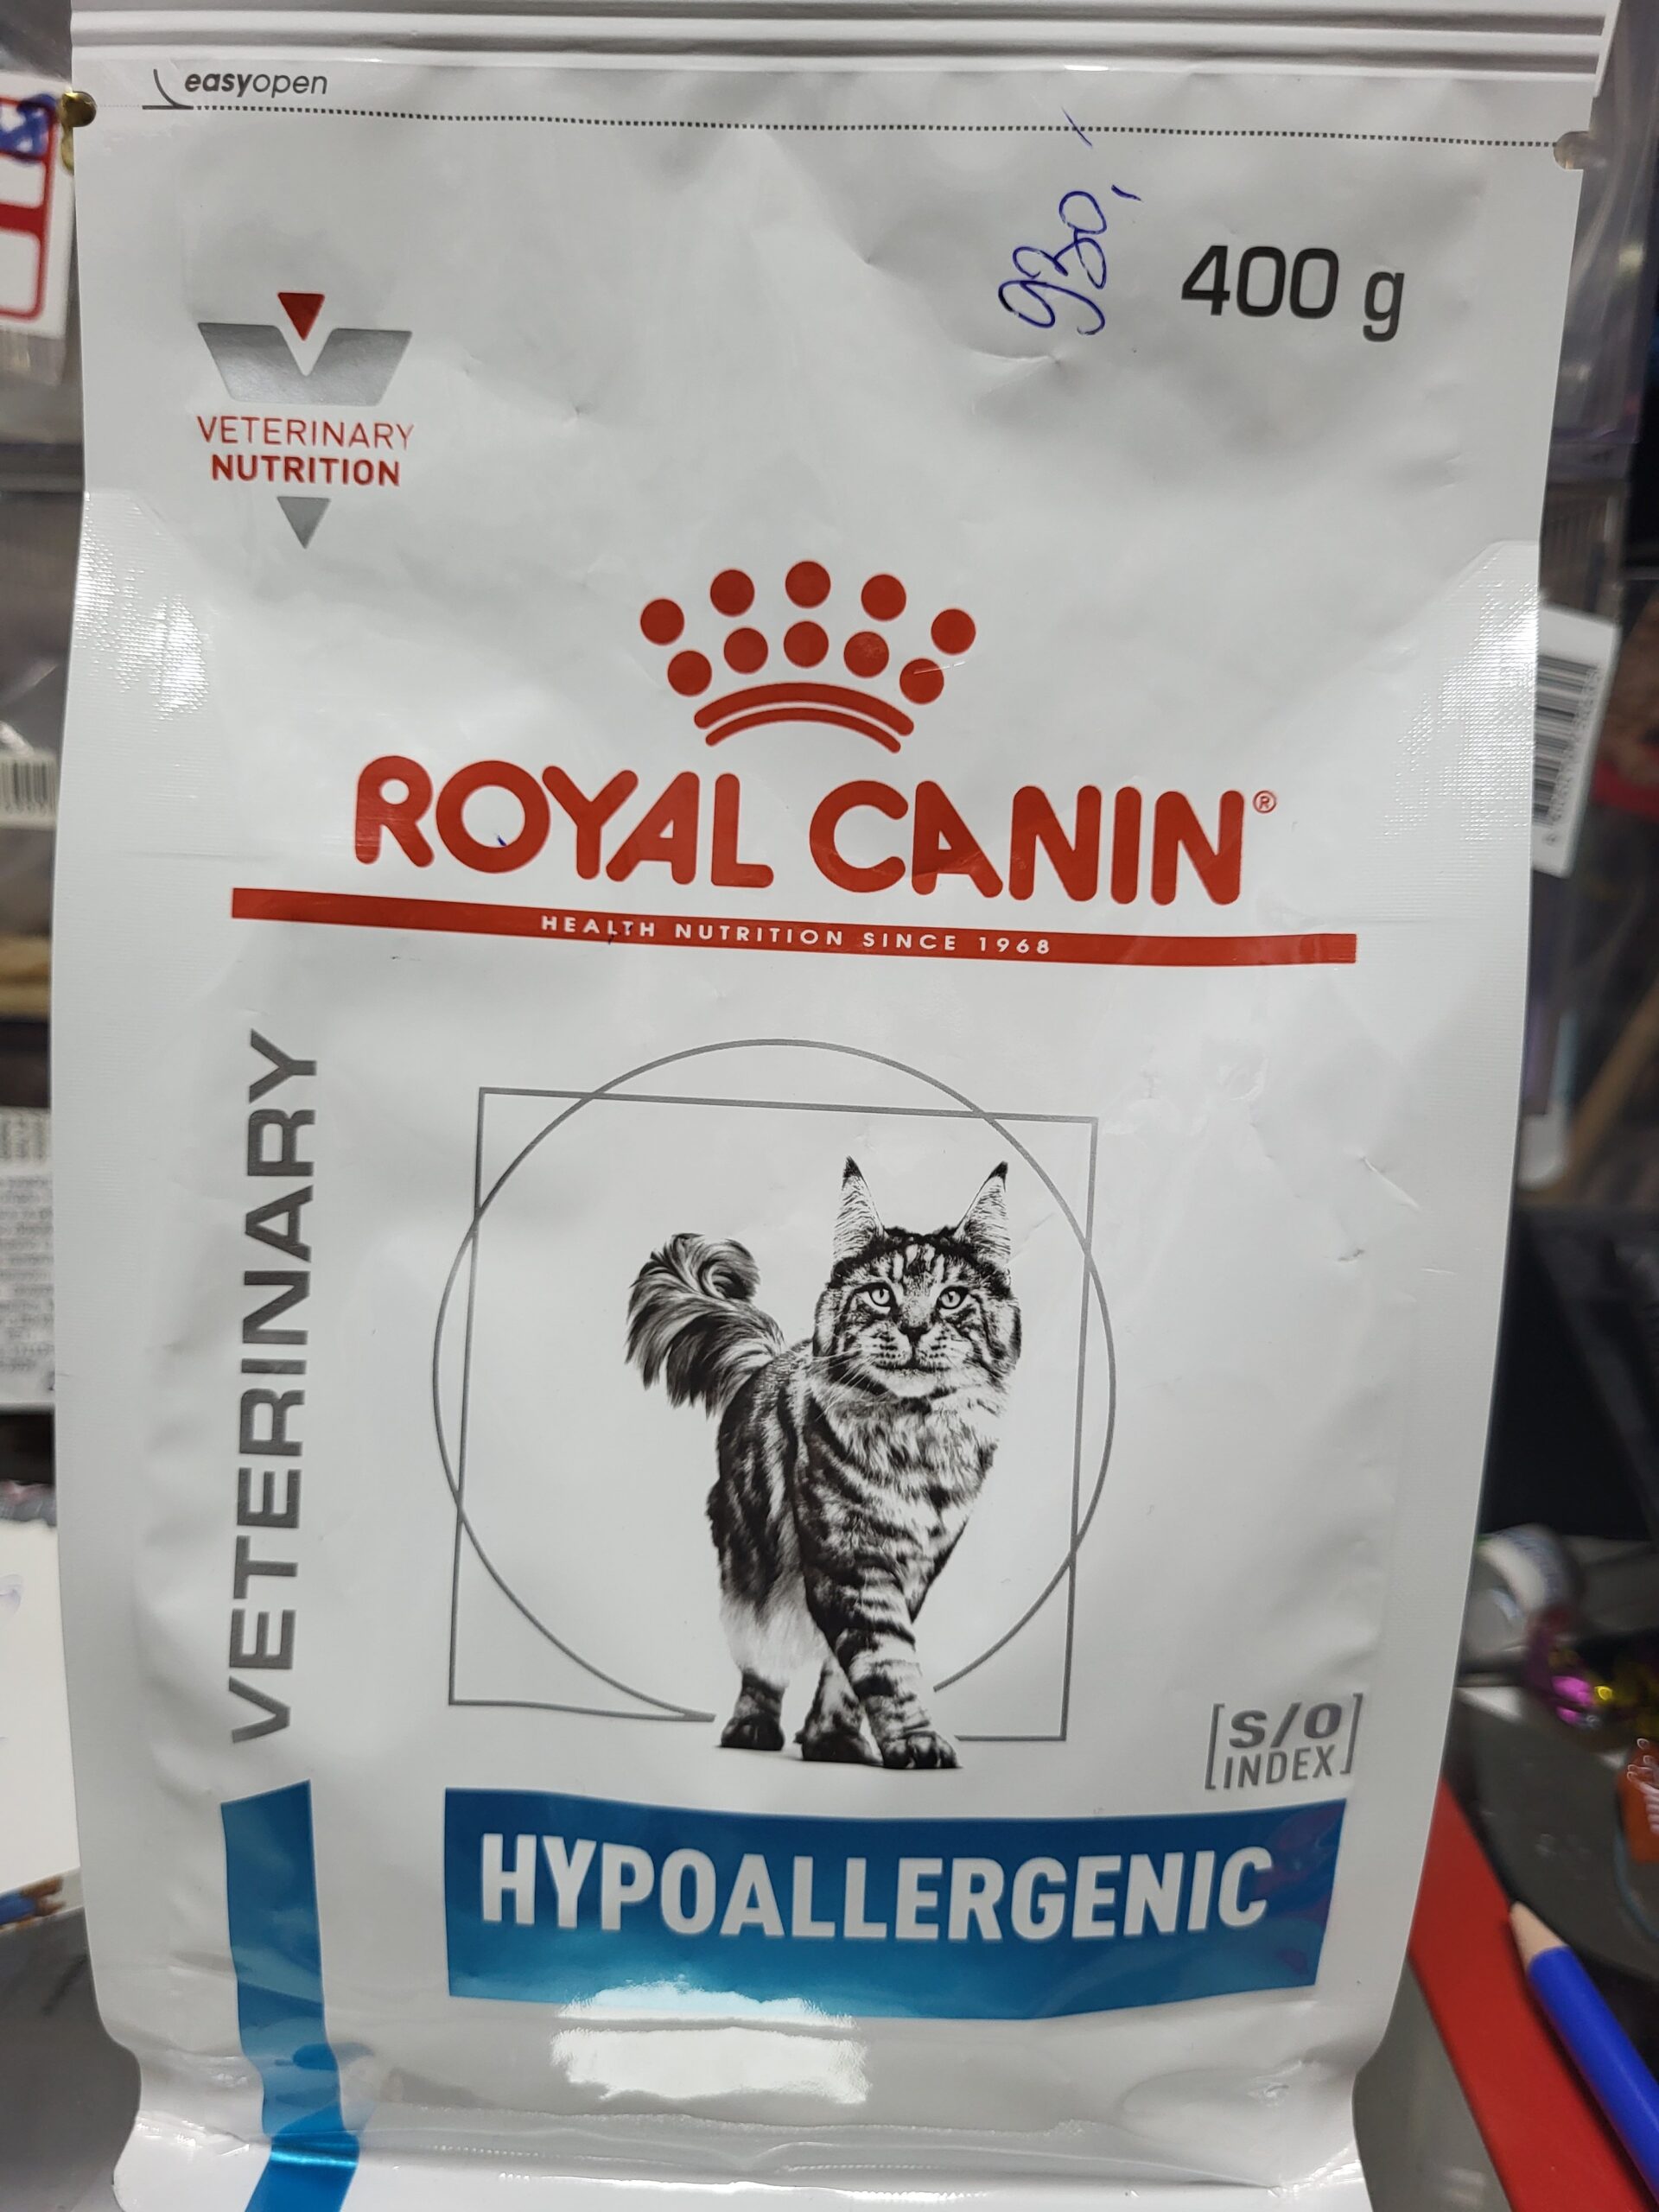 easyopen
930,-
400 g
VETERINARY
NUTRITION
ROYAL CANIN®
HEALTH NUTRITION SINCE 1968
VETERINARY
S/O
INDEX
HYPOALLERGENIC